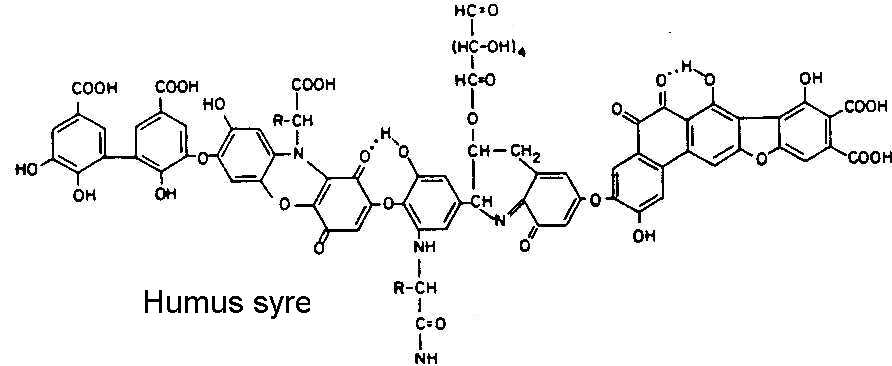 HC=O
(HC-OH)4
HC=O
COOH COOH COOH
O H O OH
HO R-CH O O O COOH
H
N O O CH CH2 O COOH
HO OH OH O
O O O CH N O O
O NH O OH
R-CH
Humus syre
C=O
NH